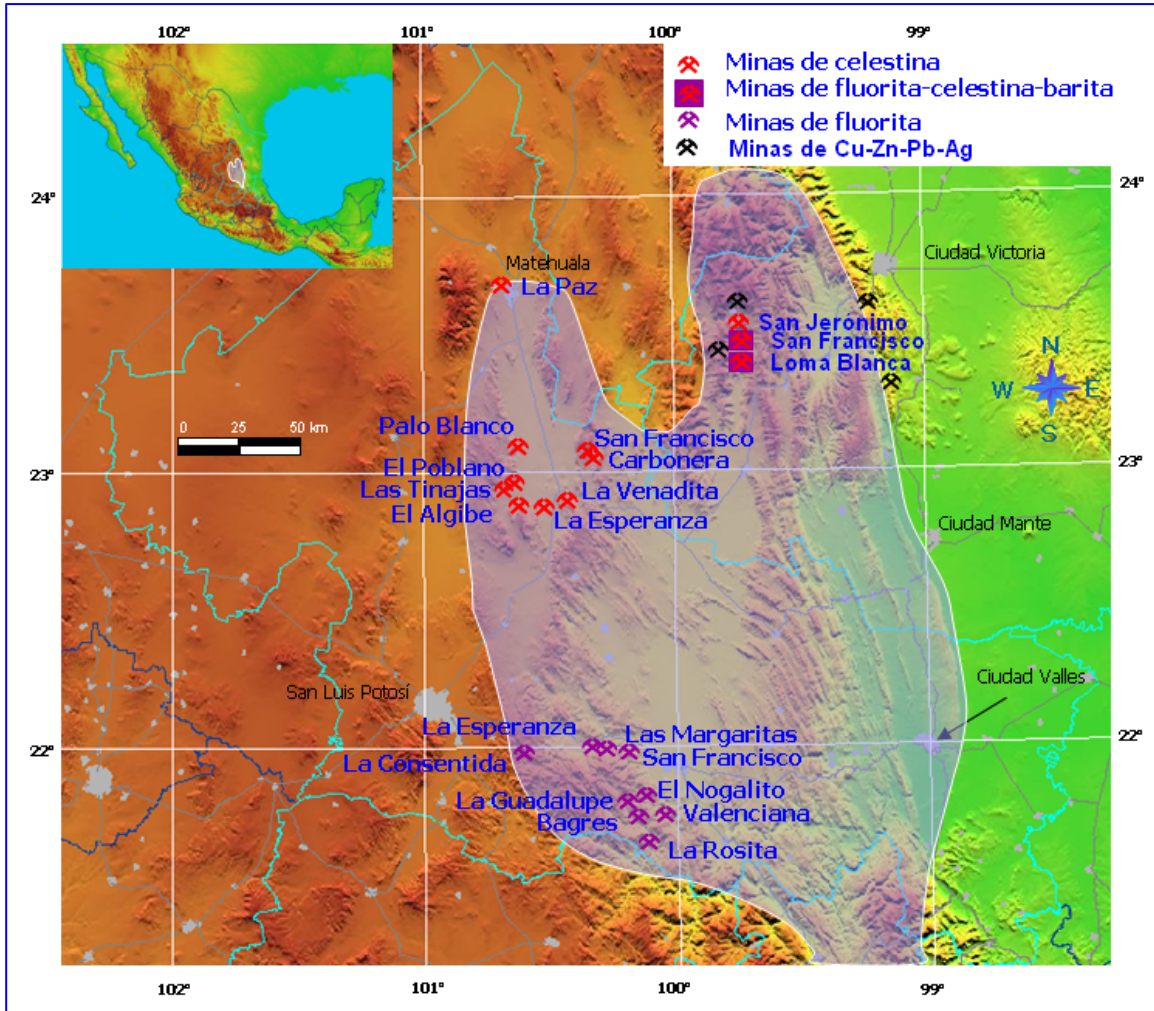 102°
101°
100°
99°
Minas de celestina
Minas de fluorita-celestina-barita
Minas de fluorita
Minas de Cu-Zn-Pb-Ag
24°
24°
Ciudad Victoria
Matehuala
La Paz
San Jeronimo
San Francisco
Loma Blanca
N
W E
S
0 25 50 km
Palo Blanco
San Francisco
Carbonera
El Poblano
23°
23°
Las Tinajas
La Venadita
El Algibe
La Esperanza
Ciudad Mante
San Luis Potosí
Ciudad Valles
La Esperanza
Las Margaritas
22°
22°
La Consentida
San Francisco
El Nogalito
La Guadalupe
Valenciana
Bagres
La Rosita
102°
101°
100°
99°